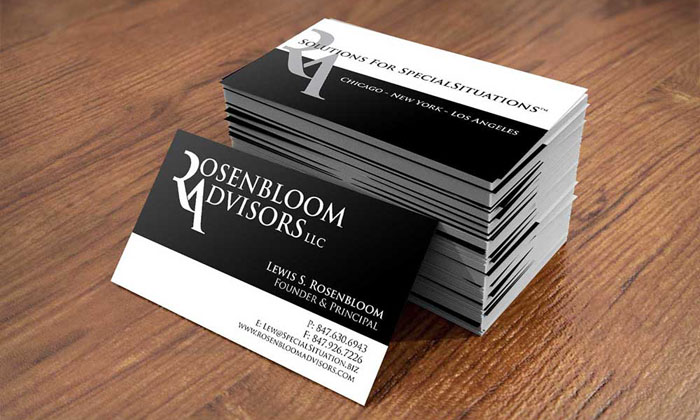 RA
Solutions For SpecialSituations™
Chicago - New York - Los Angeles
Rosenbloom
Advisors LLC
Lewis S. Rosenbloom
Founder & Principal
P: 847.630.6943
F: 847.926.7226
E: Lew@SpecialSituation.biz
www.rosenbloomadvisors.com